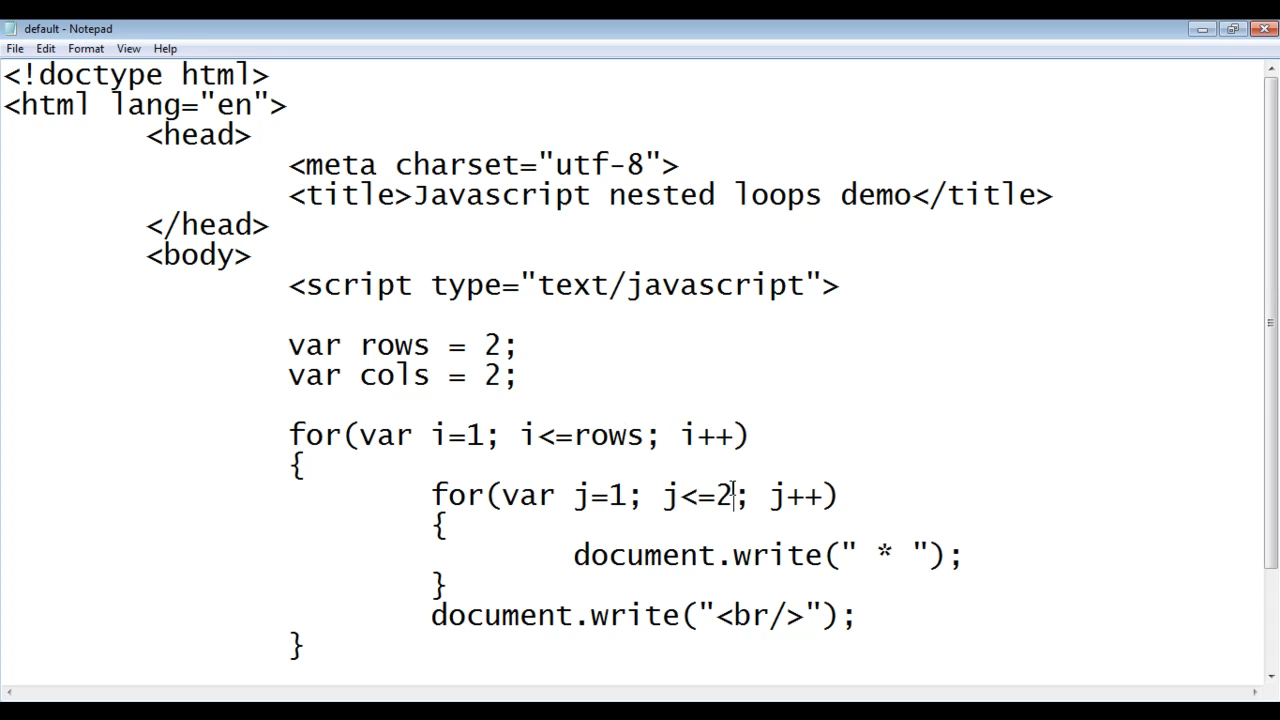 default - Notepad
File Edit Format View Help
<!doctype html>
<html lang="en">
<head>
<meta charset="utf-8">
<title>Javascript nested loops demo</title>
</head>
<body>
<script type="text/javascript">
var rows = 2;
var cols = 2;
for(var i=1; i<=rows; i++)
{
for(var j=1; j<=2; j++)
{
document.write(" * ");
}
document.write("<br/>");
}